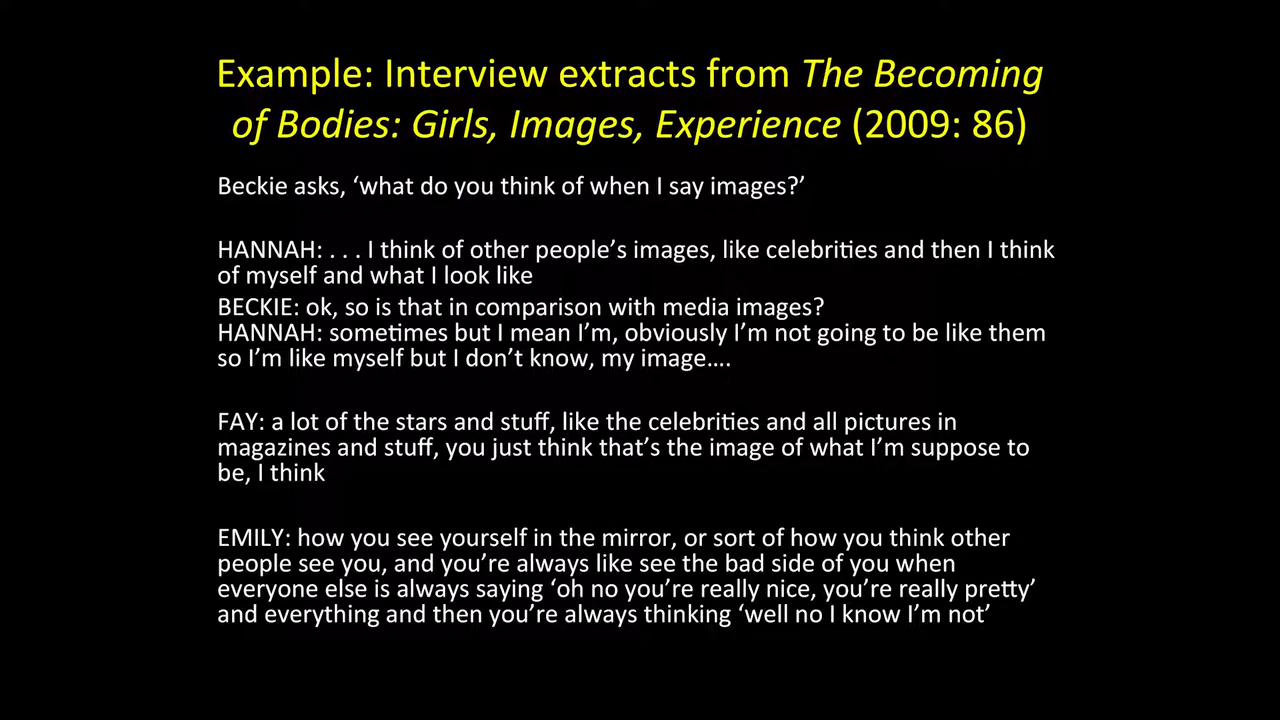 Example: Interview extracts from The Becoming
of Bodies: Girls, Images, Experience (2009: 86)
Beckie asks, ‘what do you think of when I say images?’
HANNAH: . . . I think of other people’s images, like celebrities and then I think
of myself and what I look like
BECKIE: ok, so is that in comparison with media images?
HANNAH: sometimes but I mean I’m, obviously I’m not going to be like them
so I’m like myself but I don’t know, my image….
FAY: a lot of the stars and stuff, like the celebrities and all pictures in
magazines and stuff, you just think that’s the image of what I’m suppose to
be, I think
EMILY: how you see yourself in the mirror, or sort of how you think other
people see you, and you’re always like see the bad side of you when
everyone else is always saying ‘oh no you’re really nice, you’re really pretty’
and everything and then you’re always thinking ‘well no I know I’m not’